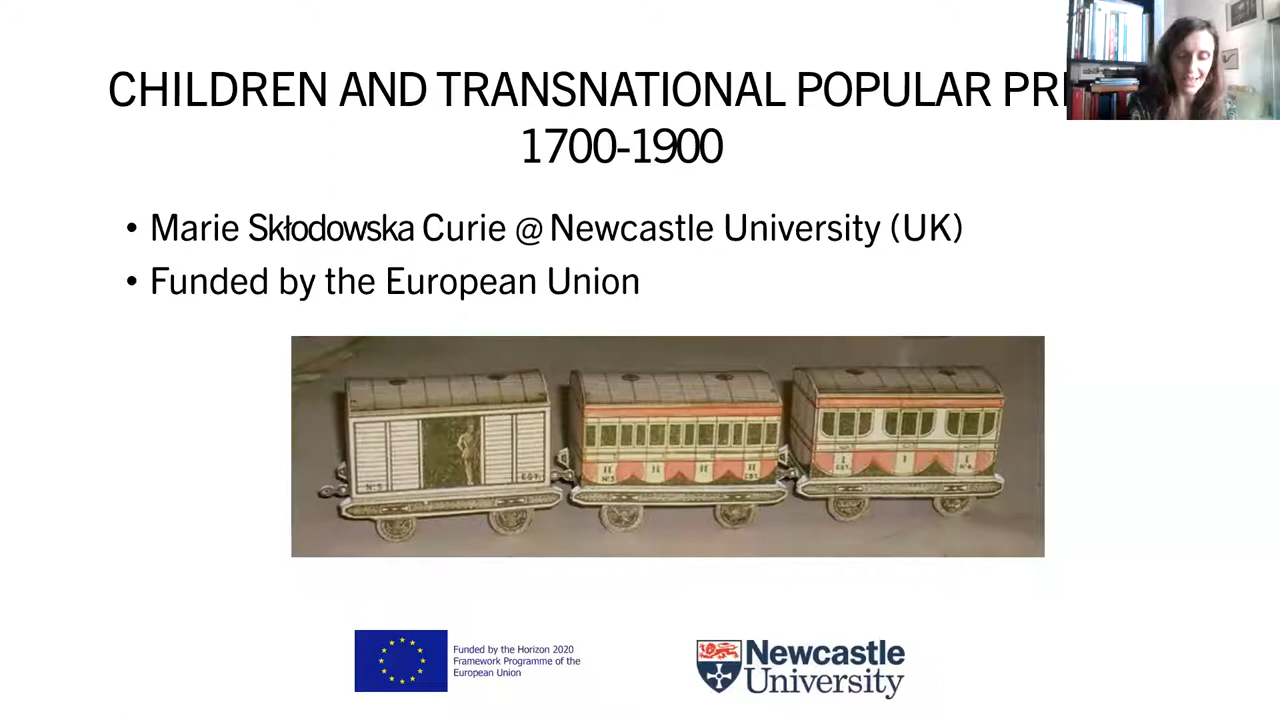 CHILDREN AND TRANSNATIONAL POPULAR
1700-1900
• Marie Skłodowska Curie @ Newcastle University (UK)
• Funded by the European Union
Funded by the Horizon 2020
Framework Programme of the
European Union
Newcastle
University